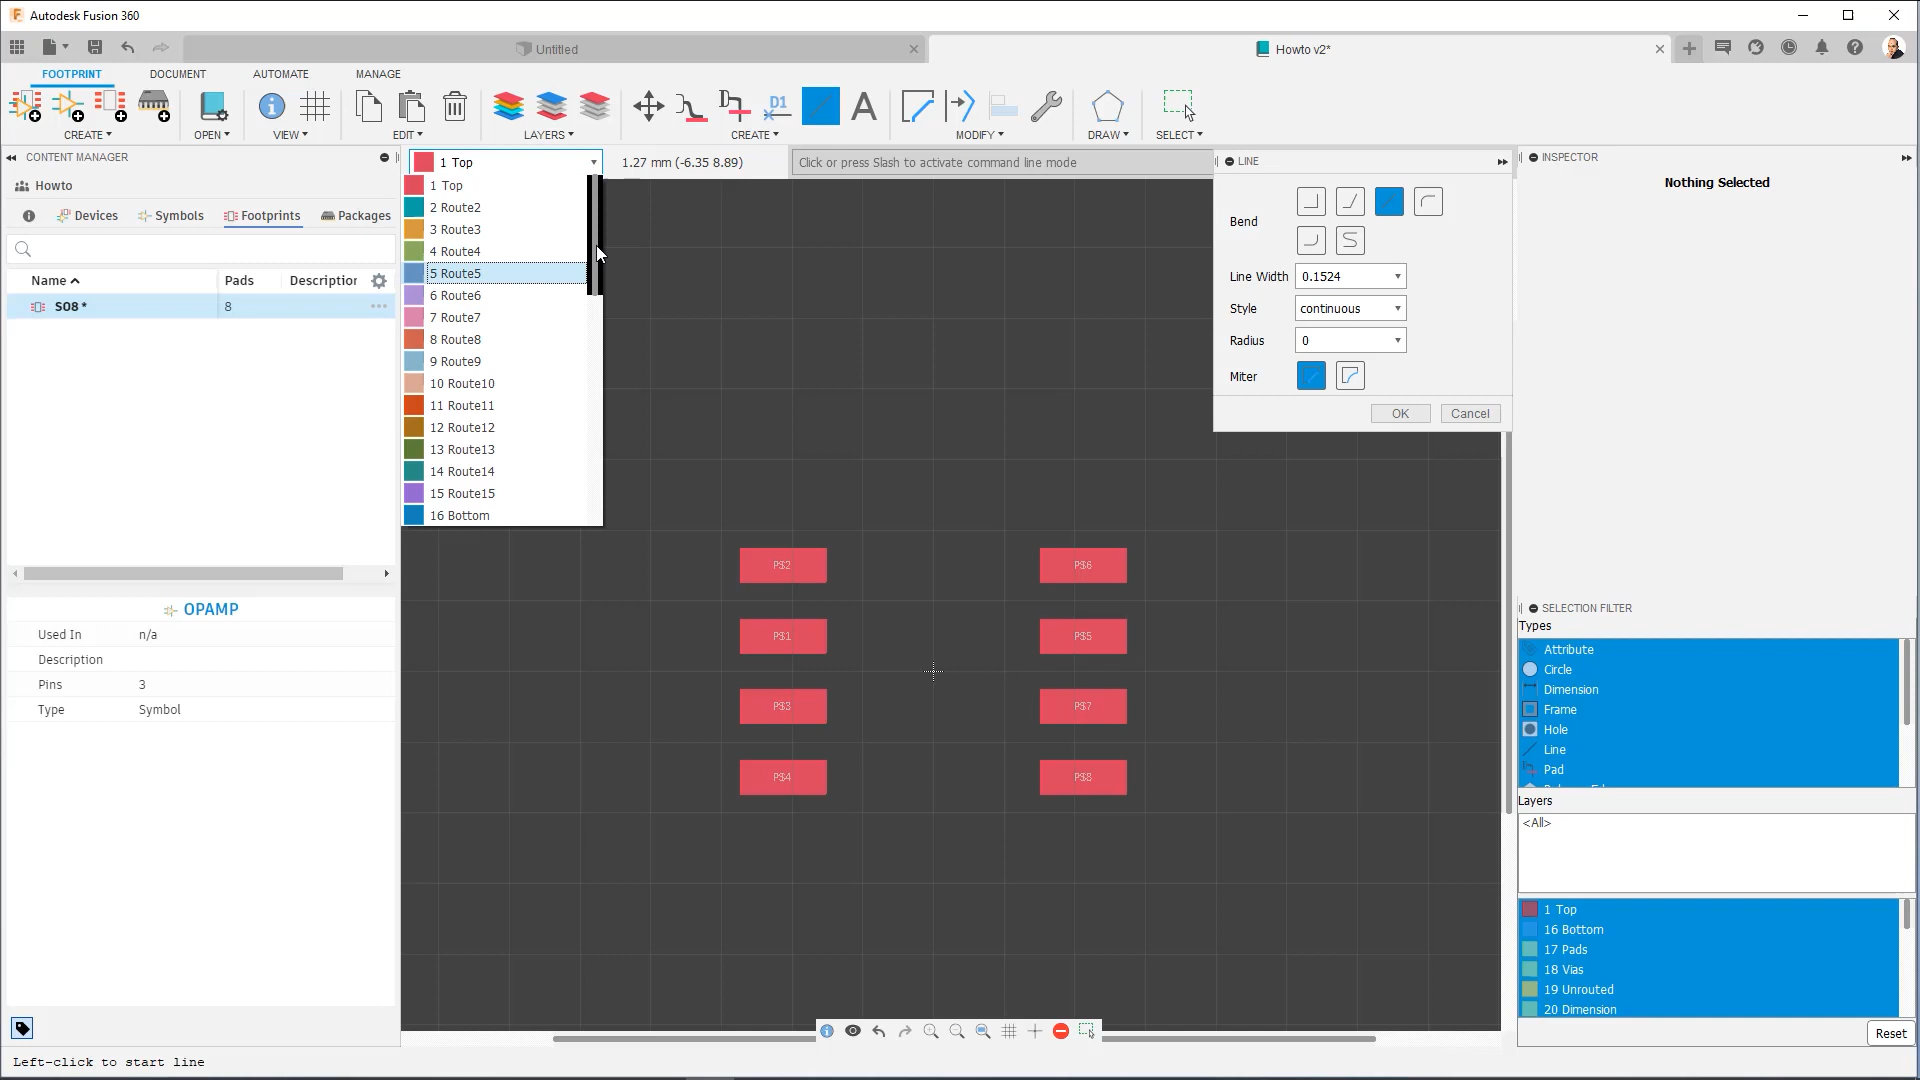 Autodesk Fusion 360
Untitled
Howto v2*
FOOTPRINT
DOCUMENT
AUTOMATE
MANAGE
D1
CREATE
OPEN
VIEW
EDIT
LAYERS
CREATE
MODIFY
DRAW
SELECT
CONTENT MANAGER
1 Top
1.27 mm (-6.35 8.89)
Click or press Slash to activate command line mode
LINE
INSPECTOR
Nothing Selected
Howto
Devices
Symbols
Footprints
Packages
Name
Pads
Descriptior
SO8 *
8
1 Top
2 Route2
3 Route3
4 Route4
5 Route5
6 Route6
7 Route7
8 Route8
9 Route9
10 Route10
11 Route11
12 Route12
13 Route13
14 Route14
15 Route15
16 Bottom
Bend
Line Width
0.1524
Style
continuous
Radius
0
Miter
OK
Cancel
P$2
P$6
P$1
P$5
P$3
P$7
P$4
P$8
OPAMP
Used In
n/a
Description
Pins
3
Type
Symbol
SELECTION FILTER
Types
Attribute
Circle
Dimension
Frame
Hole
Line
Pad
Layers
<All>
1 Top
16 Bottom
17 Pads
18 Vias
19 Unrouted
20 Dimension
Reset
Left-click to start line